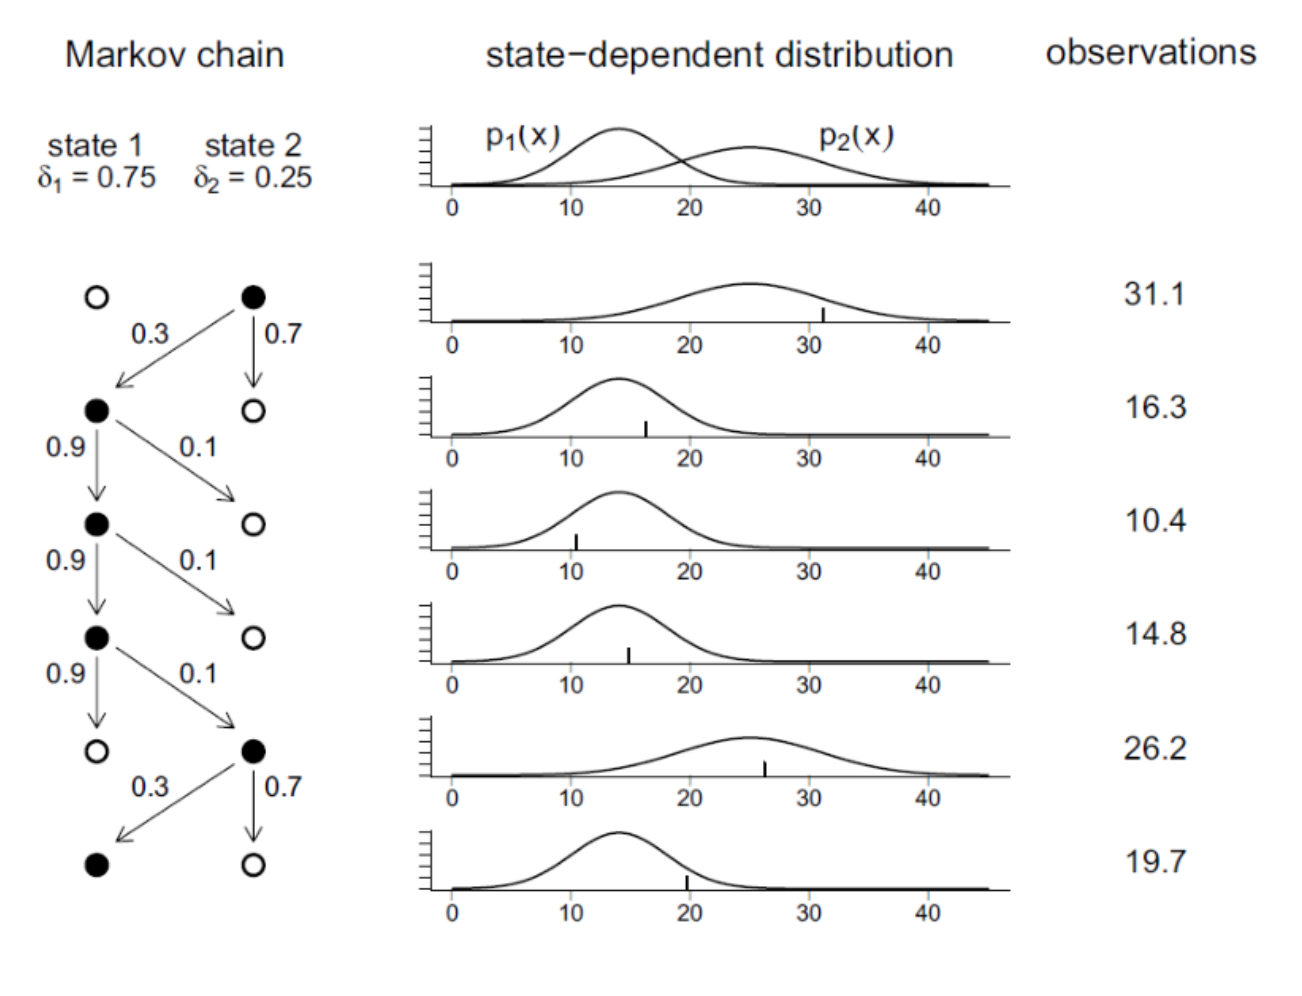 Markov chain
state−dependent distribution
observations
state 1
state 2
δ1 = 0.75
δ2 = 0.25
p1(x)
p2(x)
0 10 20 30 40
0.3 0.7
31.1
0 10 20 30 40
0.9 0.1
16.3
0 10 20 30 40
0.9 0.1
10.4
0 10 20 30 40
0.9 0.1
14.8
0 10 20 30 40
0.3 0.7
26.2
0 10 20 30 40
19.7
0 10 20 30 40